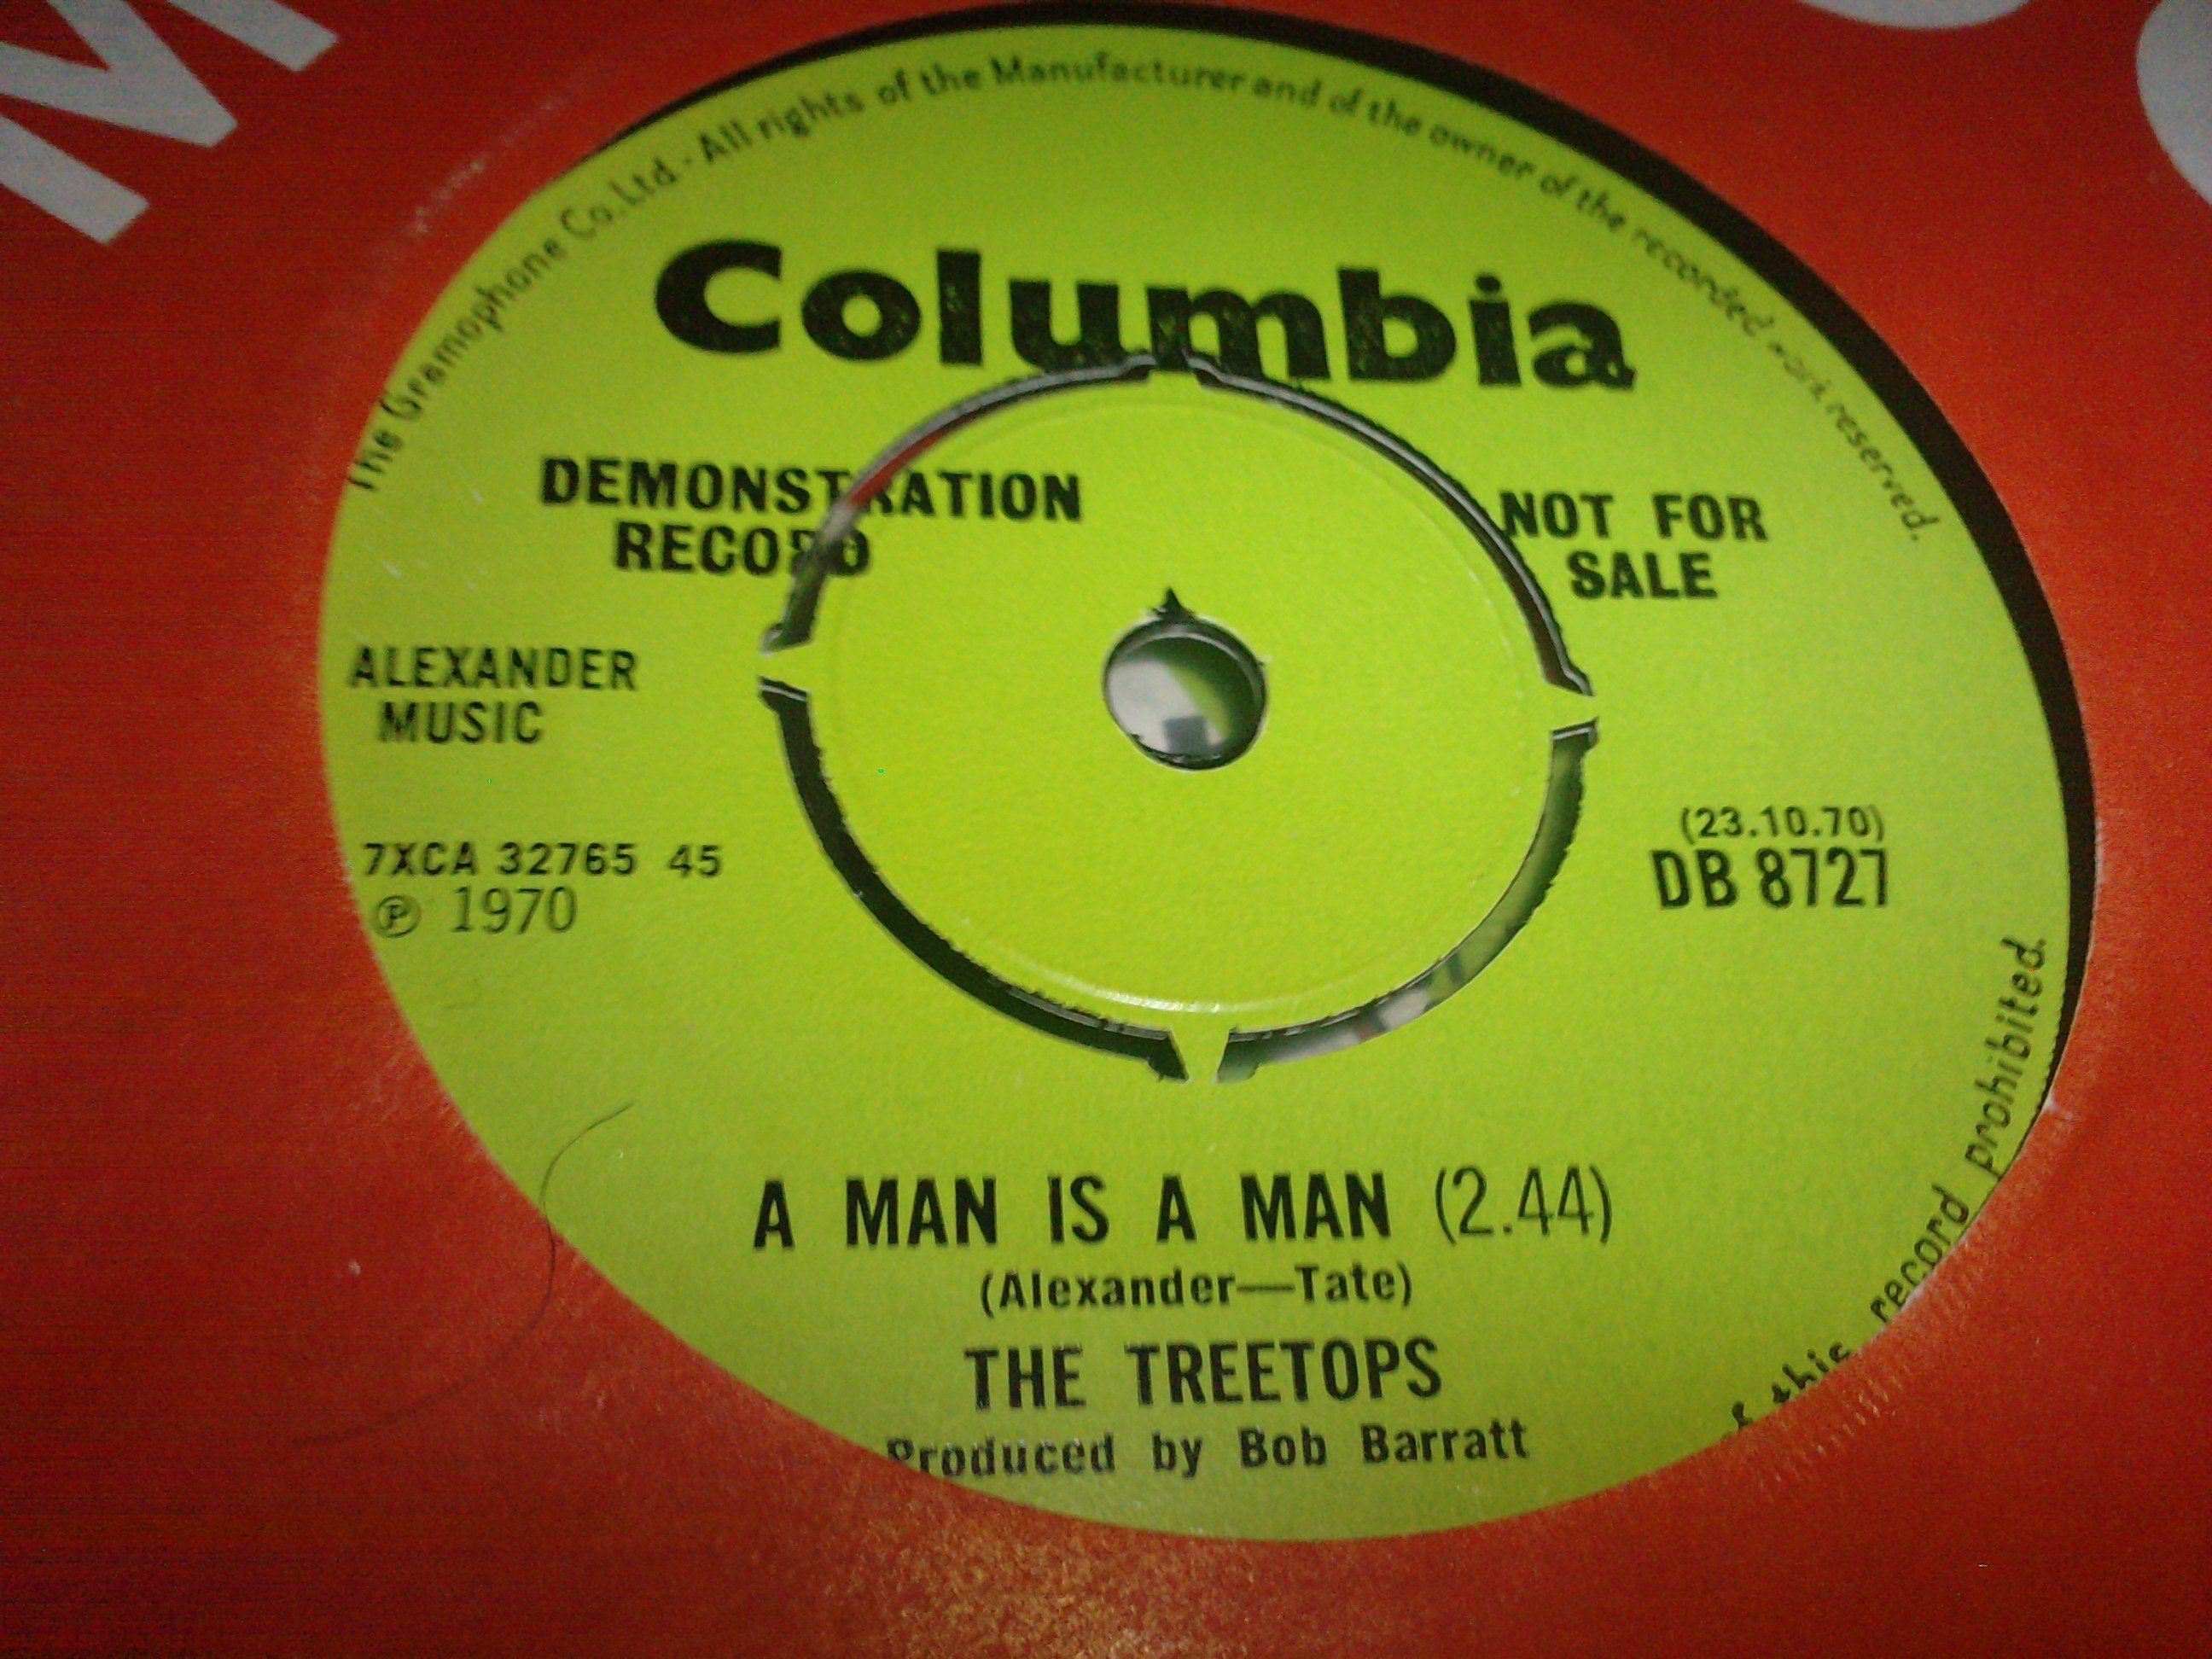 The Gramophone Co. Ltd · All rights of the Manufacturer and of the owner of the recorded work reserved.
Columbia
DEMONSTRATION
RECORD
NOT FOR
SALE
ALEXANDER
MUSIC
7XCA 32765 45
Ⓟ 1970
(23.10.70)
DB 8727
A MAN IS A MAN (2.44)
(Alexander—Tate)
THE TREETOPS
Produced by Bob Barratt
of this record prohibited.